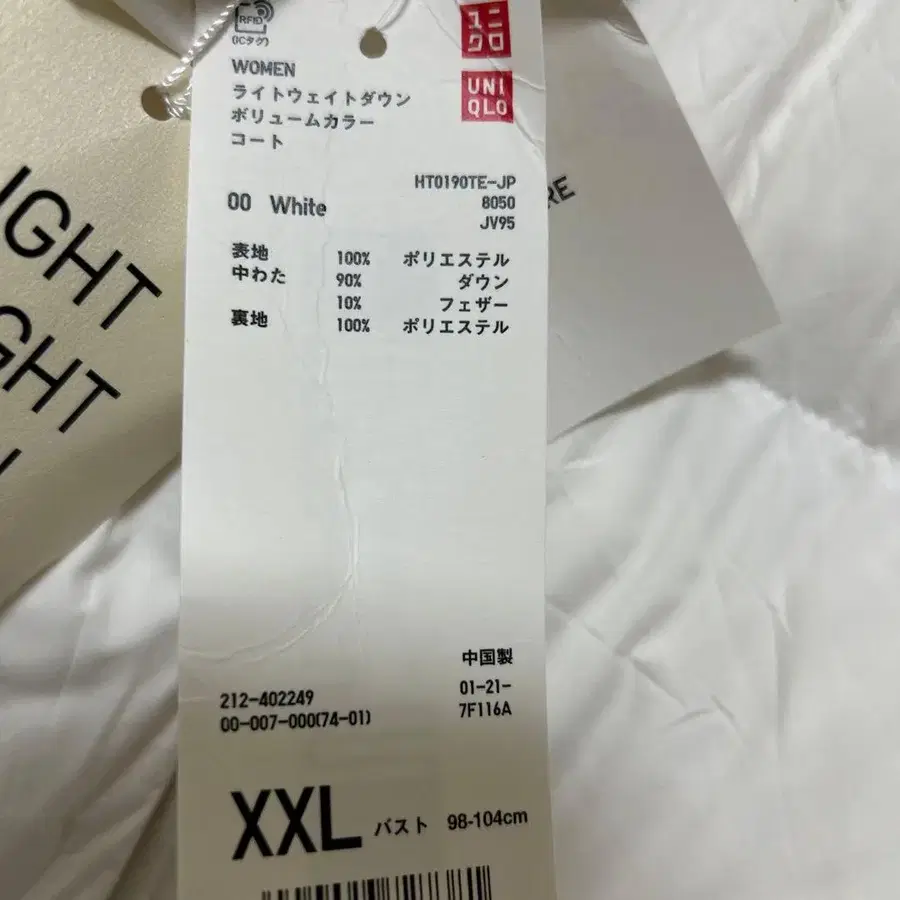 RFID
(ICタグ)
ユニ
クロ
UNI
QLO
WOMEN
ライトウェイトダウン
ボリュームカラー
コート
HT0190TE-JP
00 White 8050
JV95
表地 100% ポリエステル
中わた 90% ダウン
10% フェザー
裏地 100% ポリエステル
中国製
212-402249 01-21-
00-007-000(74-01) 7F116A
XXL バスト 98-104cm
IGHT
GHT
RE